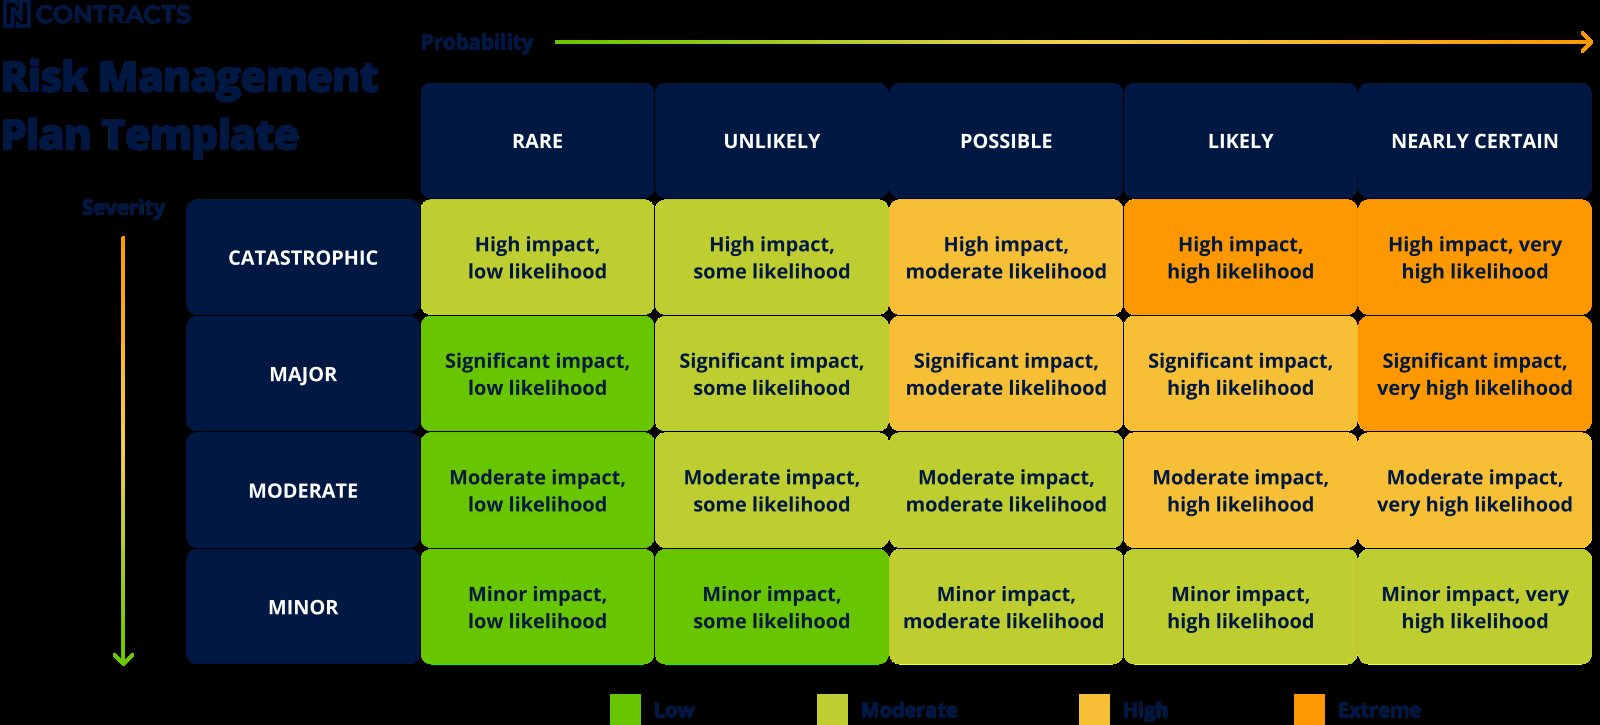 N CONTRACTS
Risk Management
Plan Template
Probability
RARE
UNLIKELY
POSSIBLE
LIKELY
NEARLY CERTAIN
Severity
CATASTROPHIC
High impact,
low likelihood
High impact,
some likelihood
High impact,
moderate likelihood
High impact,
high likelihood
High impact, very
high likelihood
MAJOR
Significant impact,
low likelihood
Significant impact,
some likelihood
Significant impact,
moderate likelihood
Significant impact,
high likelihood
Significant impact,
very high likelihood
MODERATE
Moderate impact,
low likelihood
Moderate impact,
some likelihood
Moderate impact,
moderate likelihood
Moderate impact,
high likelihood
Moderate impact,
very high likelihood
MINOR
Minor impact,
low likelihood
Minor impact,
some likelihood
Minor impact,
moderate likelihood
Minor impact,
high likelihood
Minor impact, very
high likelihood
Low
Moderate
High
Extreme